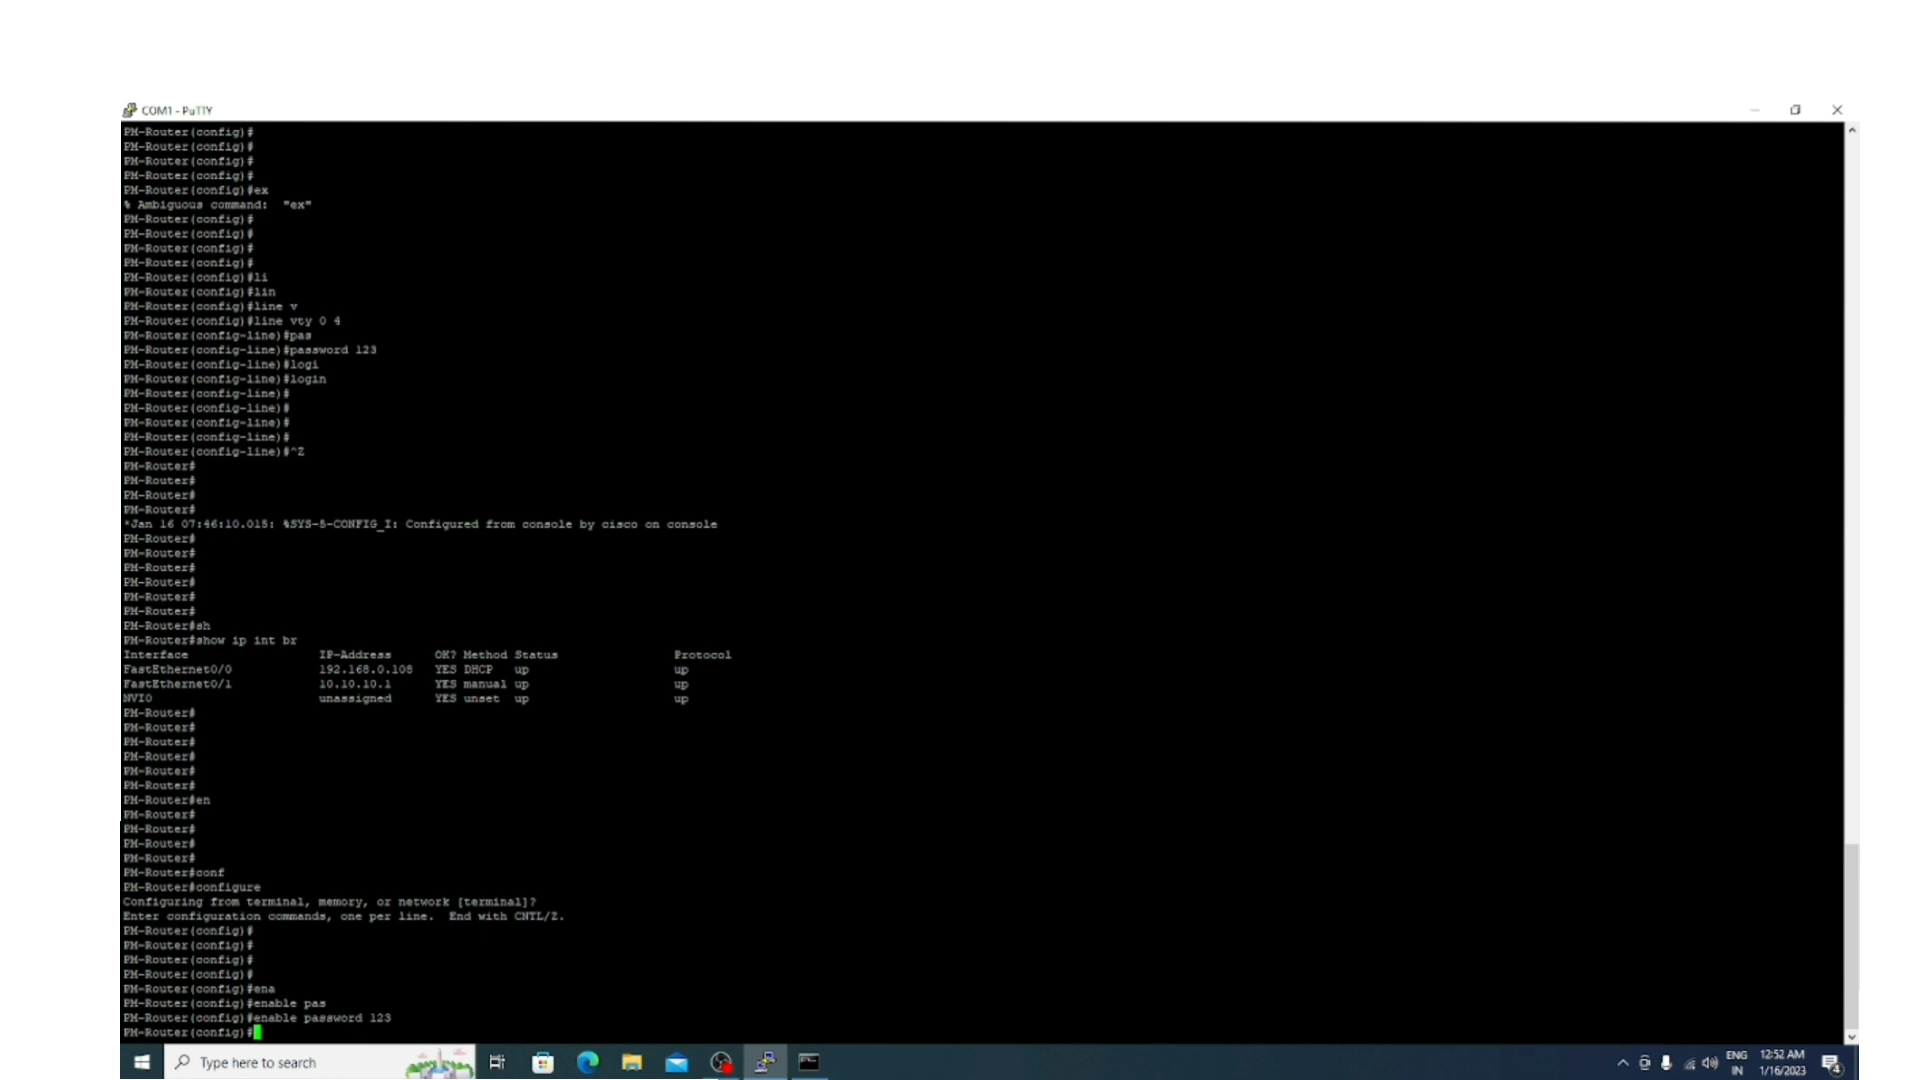 COM1 - PuTTY
PM-Router(config)#
PM-Router(config)#
PM-Router(config)#
PM-Router(config)#
PM-Router(config)#ex
% Ambiguous command:  "ex"
PM-Router(config)#
PM-Router(config)#
PM-Router(config)#
PM-Router(config)#
PM-Router(config)#li
PM-Router(config)#lin
PM-Router(config)#line v
PM-Router(config)#line vty 0 4
PM-Router(config-line)#pas
PM-Router(config-line)#password 123
PM-Router(config-line)#logi
PM-Router(config-line)#login
PM-Router(config-line)#
PM-Router(config-line)#
PM-Router(config-line)#
PM-Router(config-line)#
PM-Router(config-line)#^Z
PM-Router#
PM-Router#
PM-Router#
PM-Router#
*Jan 16 07:46:10.015: %SYS-5-CONFIG_I: Configured from console by cisco on console
PM-Router#
PM-Router#
PM-Router#
PM-Router#
PM-Router#
PM-Router#
PM-Router#sh
PM-Router#show ip int br
Interface IP-Address OK? Method Status Protocol
FastEthernet0/0 192.168.0.108 YES DHCP up up
FastEthernet0/1 10.10.10.1 YES manual up up
NVI0 unassigned YES unset up up
PM-Router#
PM-Router#
PM-Router#
PM-Router#
PM-Router#
PM-Router#
PM-Router#en
PM-Router#
PM-Router#
PM-Router#
PM-Router#
PM-Router#conf
PM-Router#configure
Configuring from terminal, memory, or network [terminal]?
Enter configuration commands, one per line.  End with CNTL/Z.
PM-Router(config)#
PM-Router(config)#
PM-Router(config)#
PM-Router(config)#
PM-Router(config)#ena
PM-Router(config)#enable pas
PM-Router(config)#enable password 123
PM-Router(config)#
Type here to search
ENG
IN
12:52 AM
1/16/2023
4